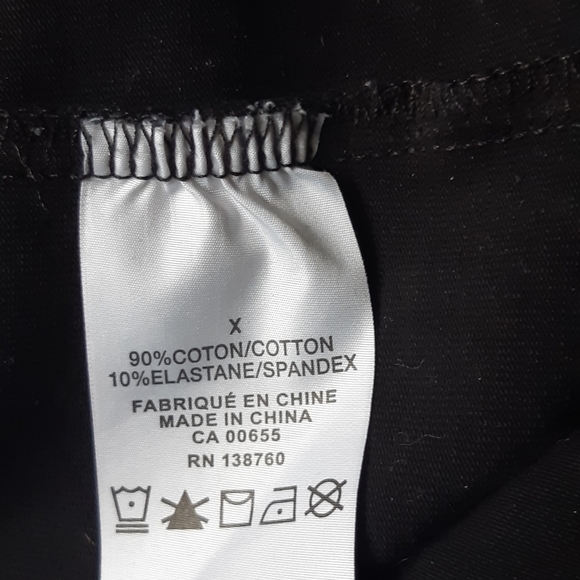 X
90%COTON/COTTON
10%ELASTANE/SPANDEX
FABRIQUÉ EN CHINE
MADE IN CHINA
CA 00655
RN 138760